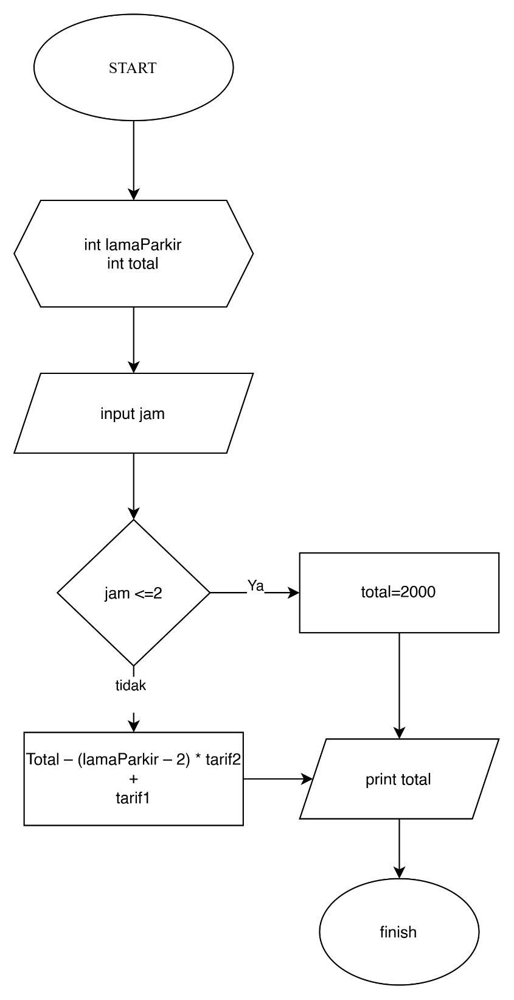 START
int lamaParkir
int total
input jam
jam <=2
Ya
total=2000
tidak
Total – (lamaParkir – 2) * tarif2
+
tarif1
print total
finish